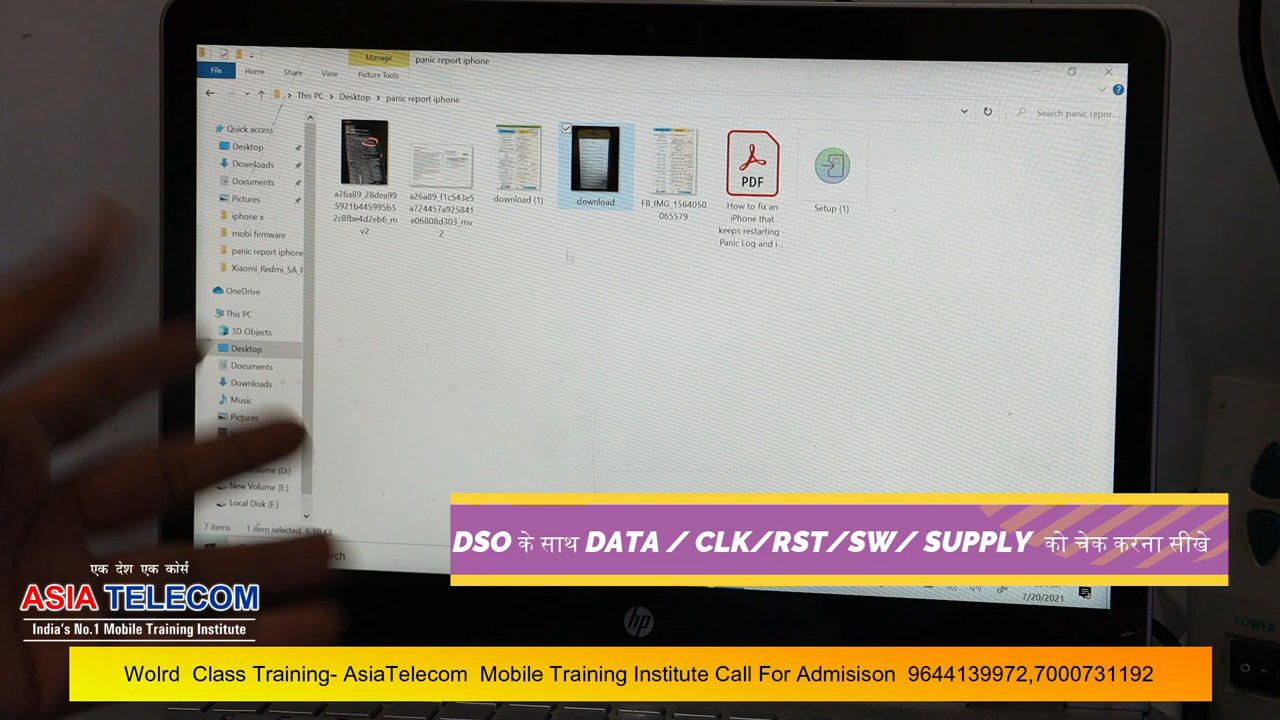 Manage
panic report iphone
File
Home
Share
View
Picture Tools
This PC
Desktop
panic report iphone
Search panic repor...
Quick access
Desktop
Downloads
Documents
Pictures
iphone x
mobi firmware
panic report iphone
Xiaomi_Redmi_5A_F
OneDrive
This PC
3D Objects
Desktop
Documents
Downloads
Music
Pictures
olume (D:)
New Volume (E:)
Local Disk (F:)
a26a89_28dea99
5921b445995b5
2c8fbe4d2eb6_m
v2
a26a89_f1c543e5
a724457a925841
e06808d303_mv
2
download (1)
download
FB_IMG_1564050
065579
PDF
How to fix an
iPhone that
keeps restarting -
Panic Log and i...
Setup (1)
7 items
1 item selected
DSO के साथ DATA / CLK/RST/SW/ SUPPLY को चेक करना सीखे
7/20/2021
hp
POWER
एक देश एक कोर्स
ASIA TELECOM
India's No.1 Mobile Training Institute
Wolrd Class Training- AsiaTelecom Mobile Training Institute Call For Admisison 9644139972,7000731192